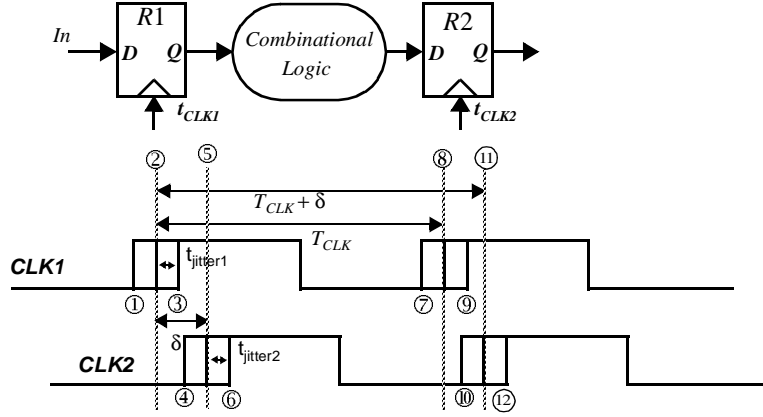 R1
R2
In
D Q
Combinational
Logic
D Q
t_CLK1
t_CLK2
② ⑤ ⑧ ⑪
T_CLK + δ
T_CLK
CLK1
t_jitter1
① ③ ⑦ ⑨
δ
CLK2
t_jitter2
④ ⑥ ⑩ ⑫